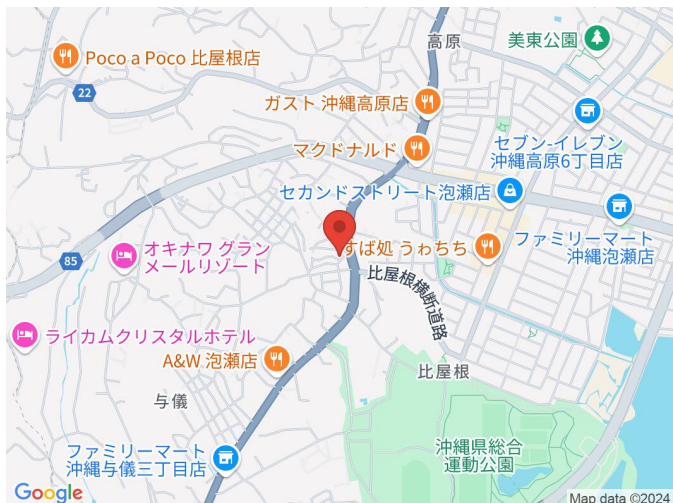 高原
美東公園
Poco a Poco 比屋根店
22
ガスト 沖縄高原店
マクドナルド
セブン-イレブン
沖縄高原6丁目店
セカンドストリート泡瀬店
すば処 うゎちち
ファミリーマート
沖縄泡瀬店
オキナワ グラン
メールリゾート
85
比屋根横断道路
ライカムクリスタルホテル
A&W 泡瀬店
比屋根
与儀
ファミリーマート
沖縄与儀三丁目店
沖縄県総合
運動公園
Google
Map data ©2024